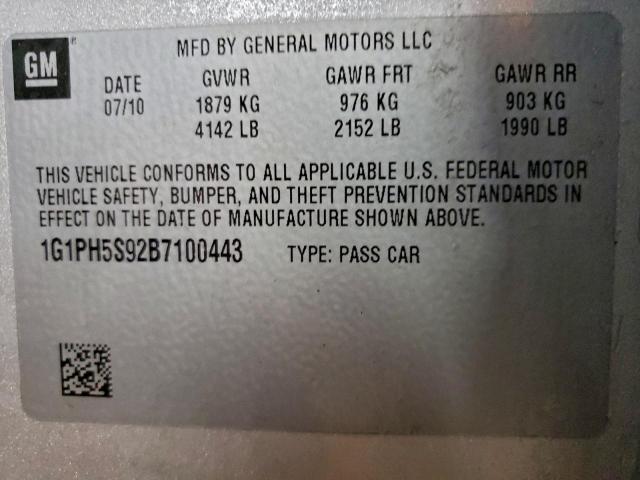 GM
MFD BY GENERAL MOTORS LLC
DATE GVWR GAWR FRT GAWR RR
07/10 1879 KG 976 KG 903 KG
4142 LB 2152 LB 1990 LB
THIS VEHICLE CONFORMS TO ALL APPLICABLE U.S. FEDERAL MOTOR
VEHICLE SAFETY, BUMPER, AND THEFT PREVENTION STANDARDS IN
EFFECT ON THE DATE OF MANUFACTURE SHOWN ABOVE.
1G1PH5S92B7100443 TYPE: PASS CAR